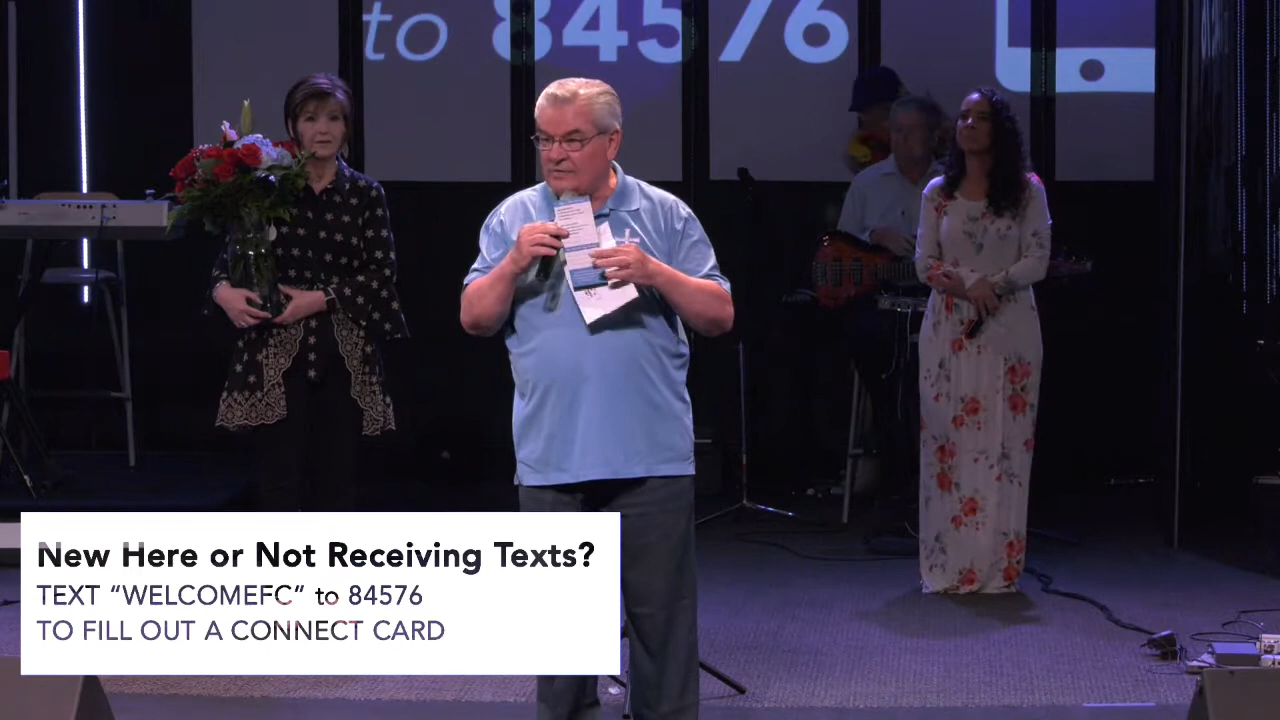 to 84576
New Here or Not Receiving Texts?
TEXT “WELCOMEFC” to 84576
TO FILL OUT A CONNECT CARD